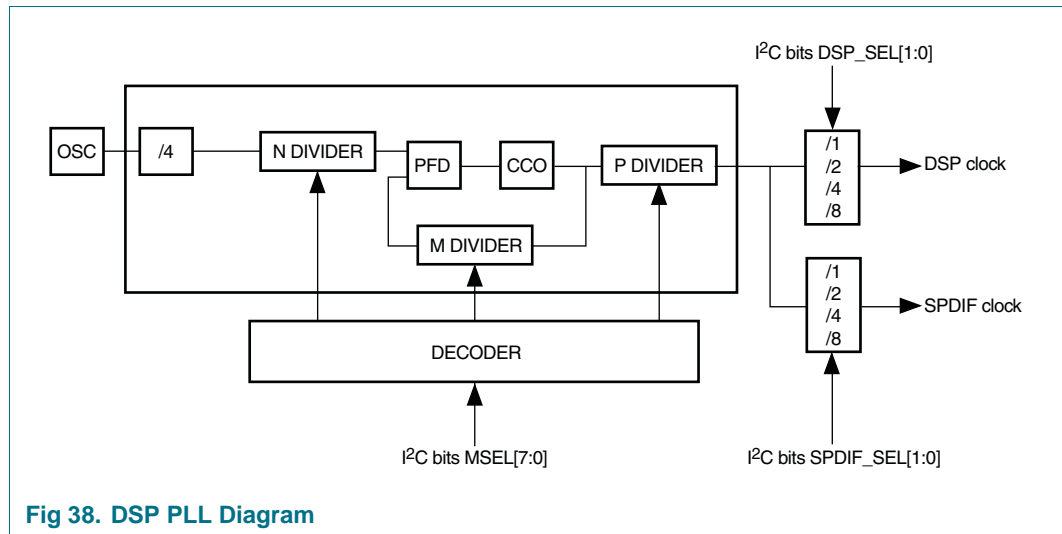 I²C bits DSP_SEL[1:0]
OSC
/4
N DIVIDER
PFD
CCO
P DIVIDER
/1
/2
/4
/8
DSP clock
M DIVIDER
/1
/2
/4
/8
SPDIF clock
DECODER
I²C bits MSEL[7:0]
I²C bits SPDIF_SEL[1:0]
Fig 38. DSP PLL Diagram